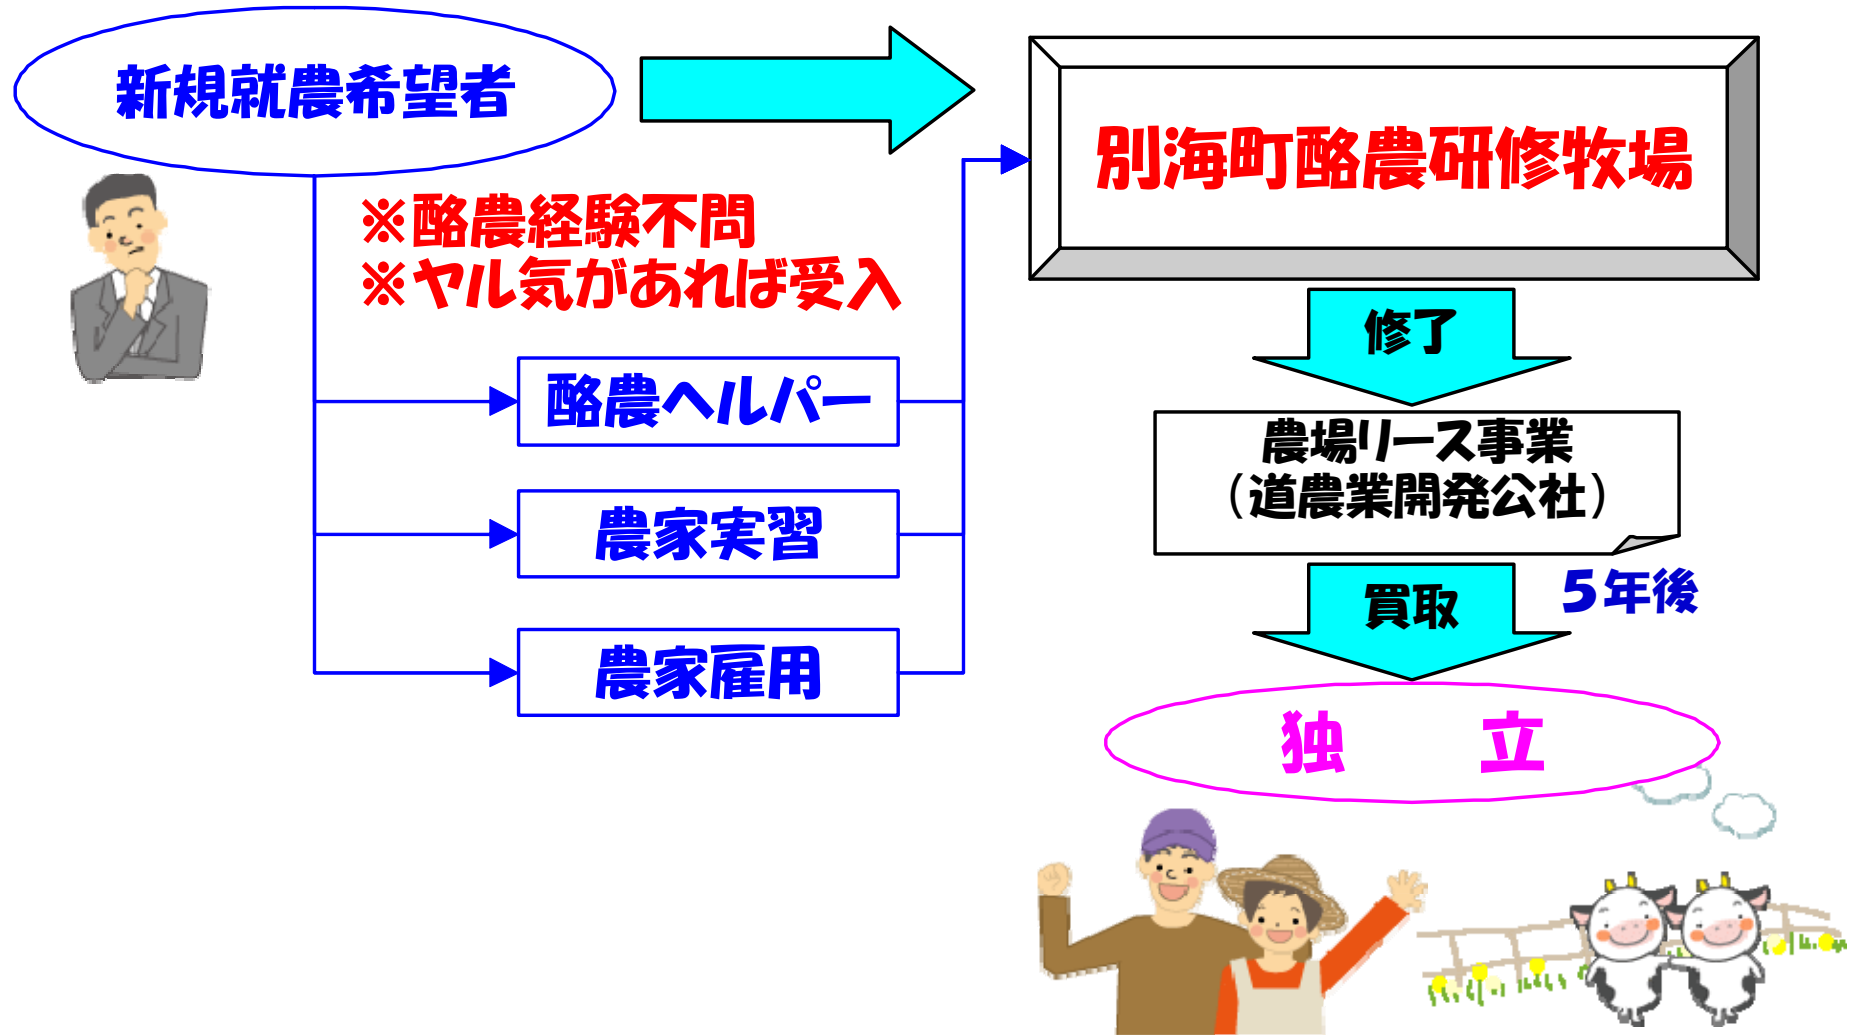 新規就農希望者
※酪農経験不問
※ヤル気があれば受入
酪農ヘルパー
農家実習
農家雇用
別海町酪農研修牧場
修了
農場リース事業
（道農業開発公社）
買取
５年後
独　立